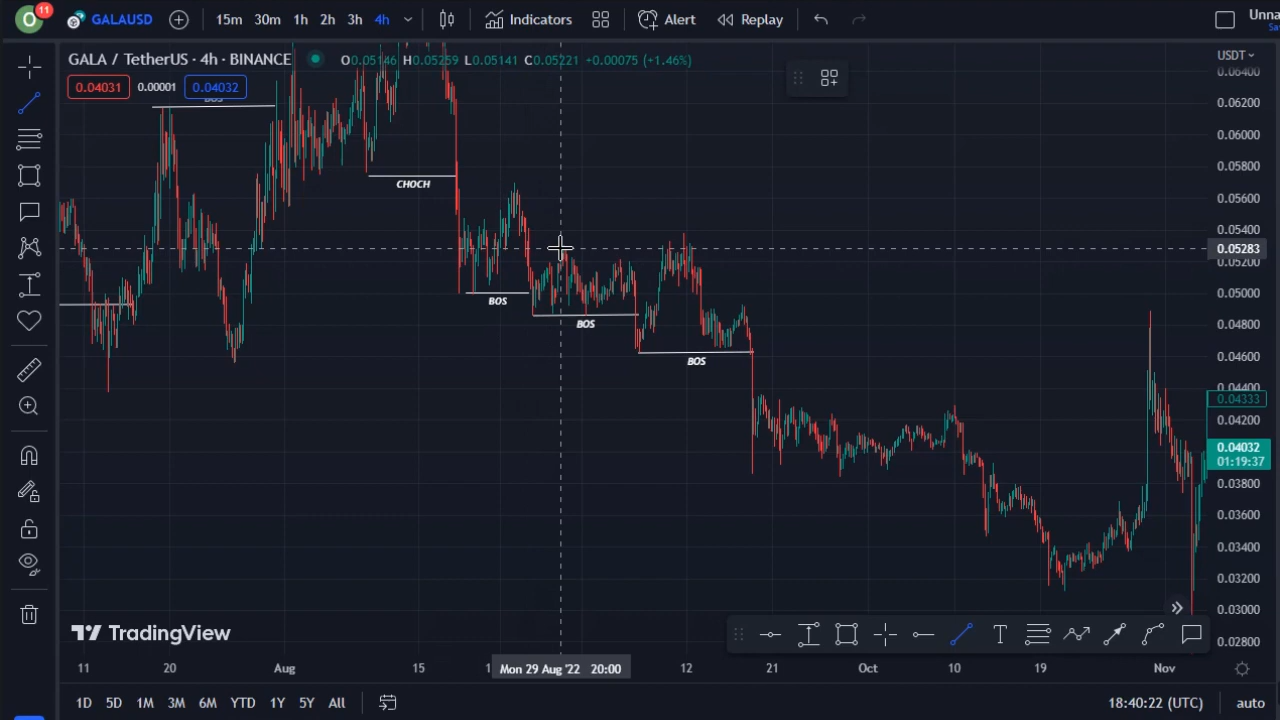 O 11 GALAUSD 15m 30m 1h 2h 3h 4h Indicators Alert Replay Unna
GALA / TetherUS · 4h · BINANCE O0.05146 H0.05259 L0.05141 C0.05221 +0.00075 (+1.46%) USDT
0.04031 0.00001 0.04032
BOS
CHOCH
BOS
BOS
BOS
0.06400
0.06200
0.06000
0.05800
0.05600
0.05400
0.05283
0.05200
0.05000
0.04800
0.04600
0.04400
0.04333
0.04200
0.04032
01:19:37
0.03800
0.03600
0.03400
0.03200
0.03000
0.02800
TradingView
11 20 Aug 15 Mon 29 Aug '22 20:00 12 21 Oct 10 19 Nov
1D 5D 1M 3M 6M YTD 1Y 5Y All 18:40:22 (UTC) auto